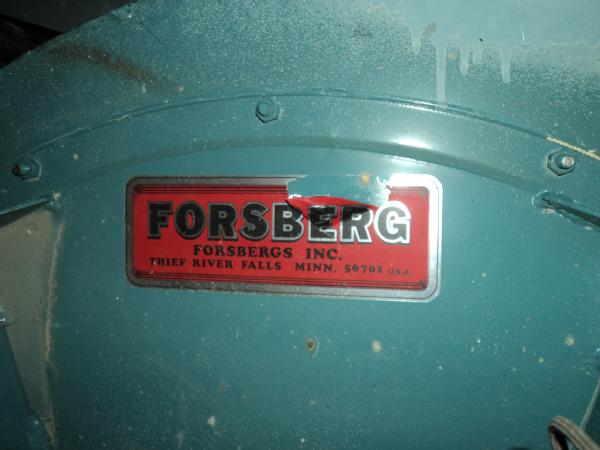 FORSBERG
FORSBERGS INC.
THIEF RIVER FALLS MINN. 56701 U.S.A.